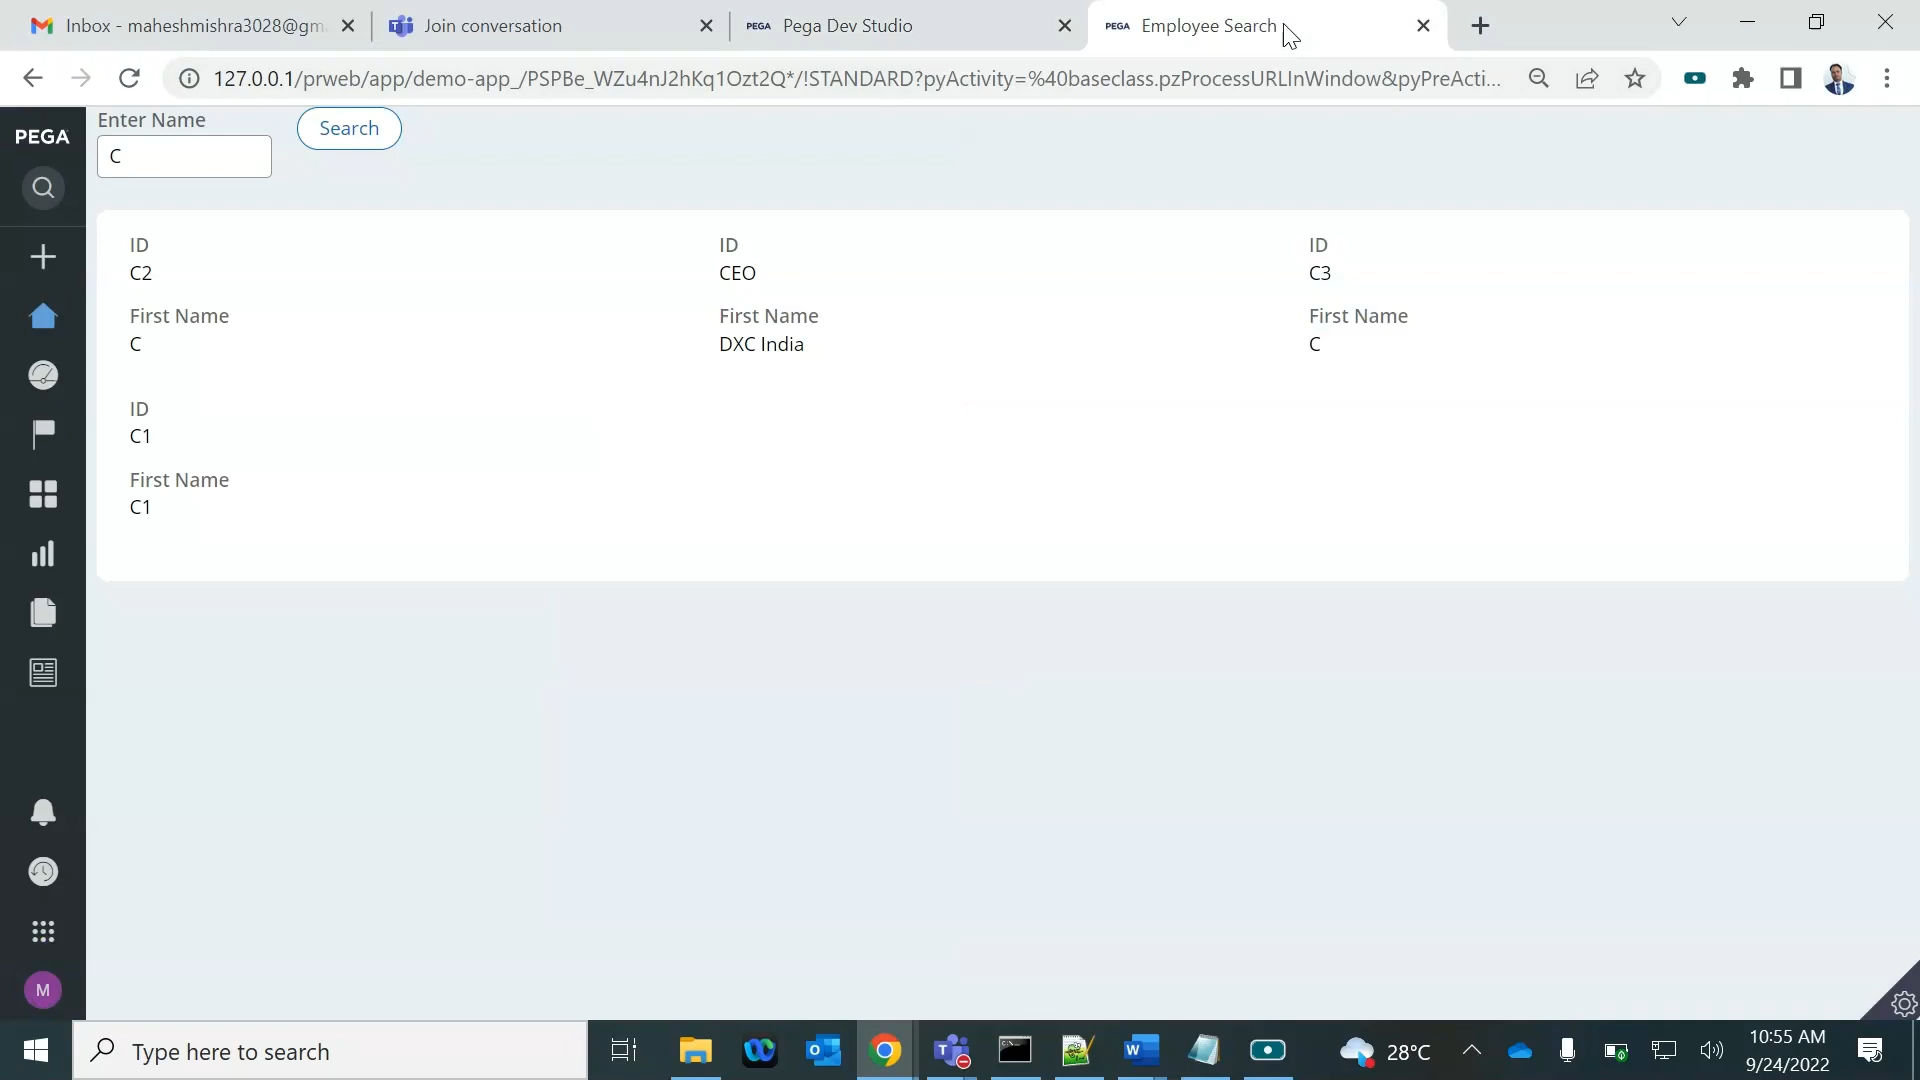 Inbox - maheshmishra3028@gm
Join conversation
PEGA Pega Dev Studio
PEGA Employee Search
127.0.0.1/prweb/app/demo-app_/PSPBe_WZu4nJ2hKq1Ozt2Q*/!STANDARD?pyActivity=%40baseclass.pzProcessURLInWindow&pyPreActi...
PEGA
Enter Name
C
Search
ID
C2
First Name
C
ID
CEO
First Name
DXC India
ID
C3
First Name
C
ID
C1
First Name
C1
M
Type here to search
28°C
10:55 AM
9/24/2022